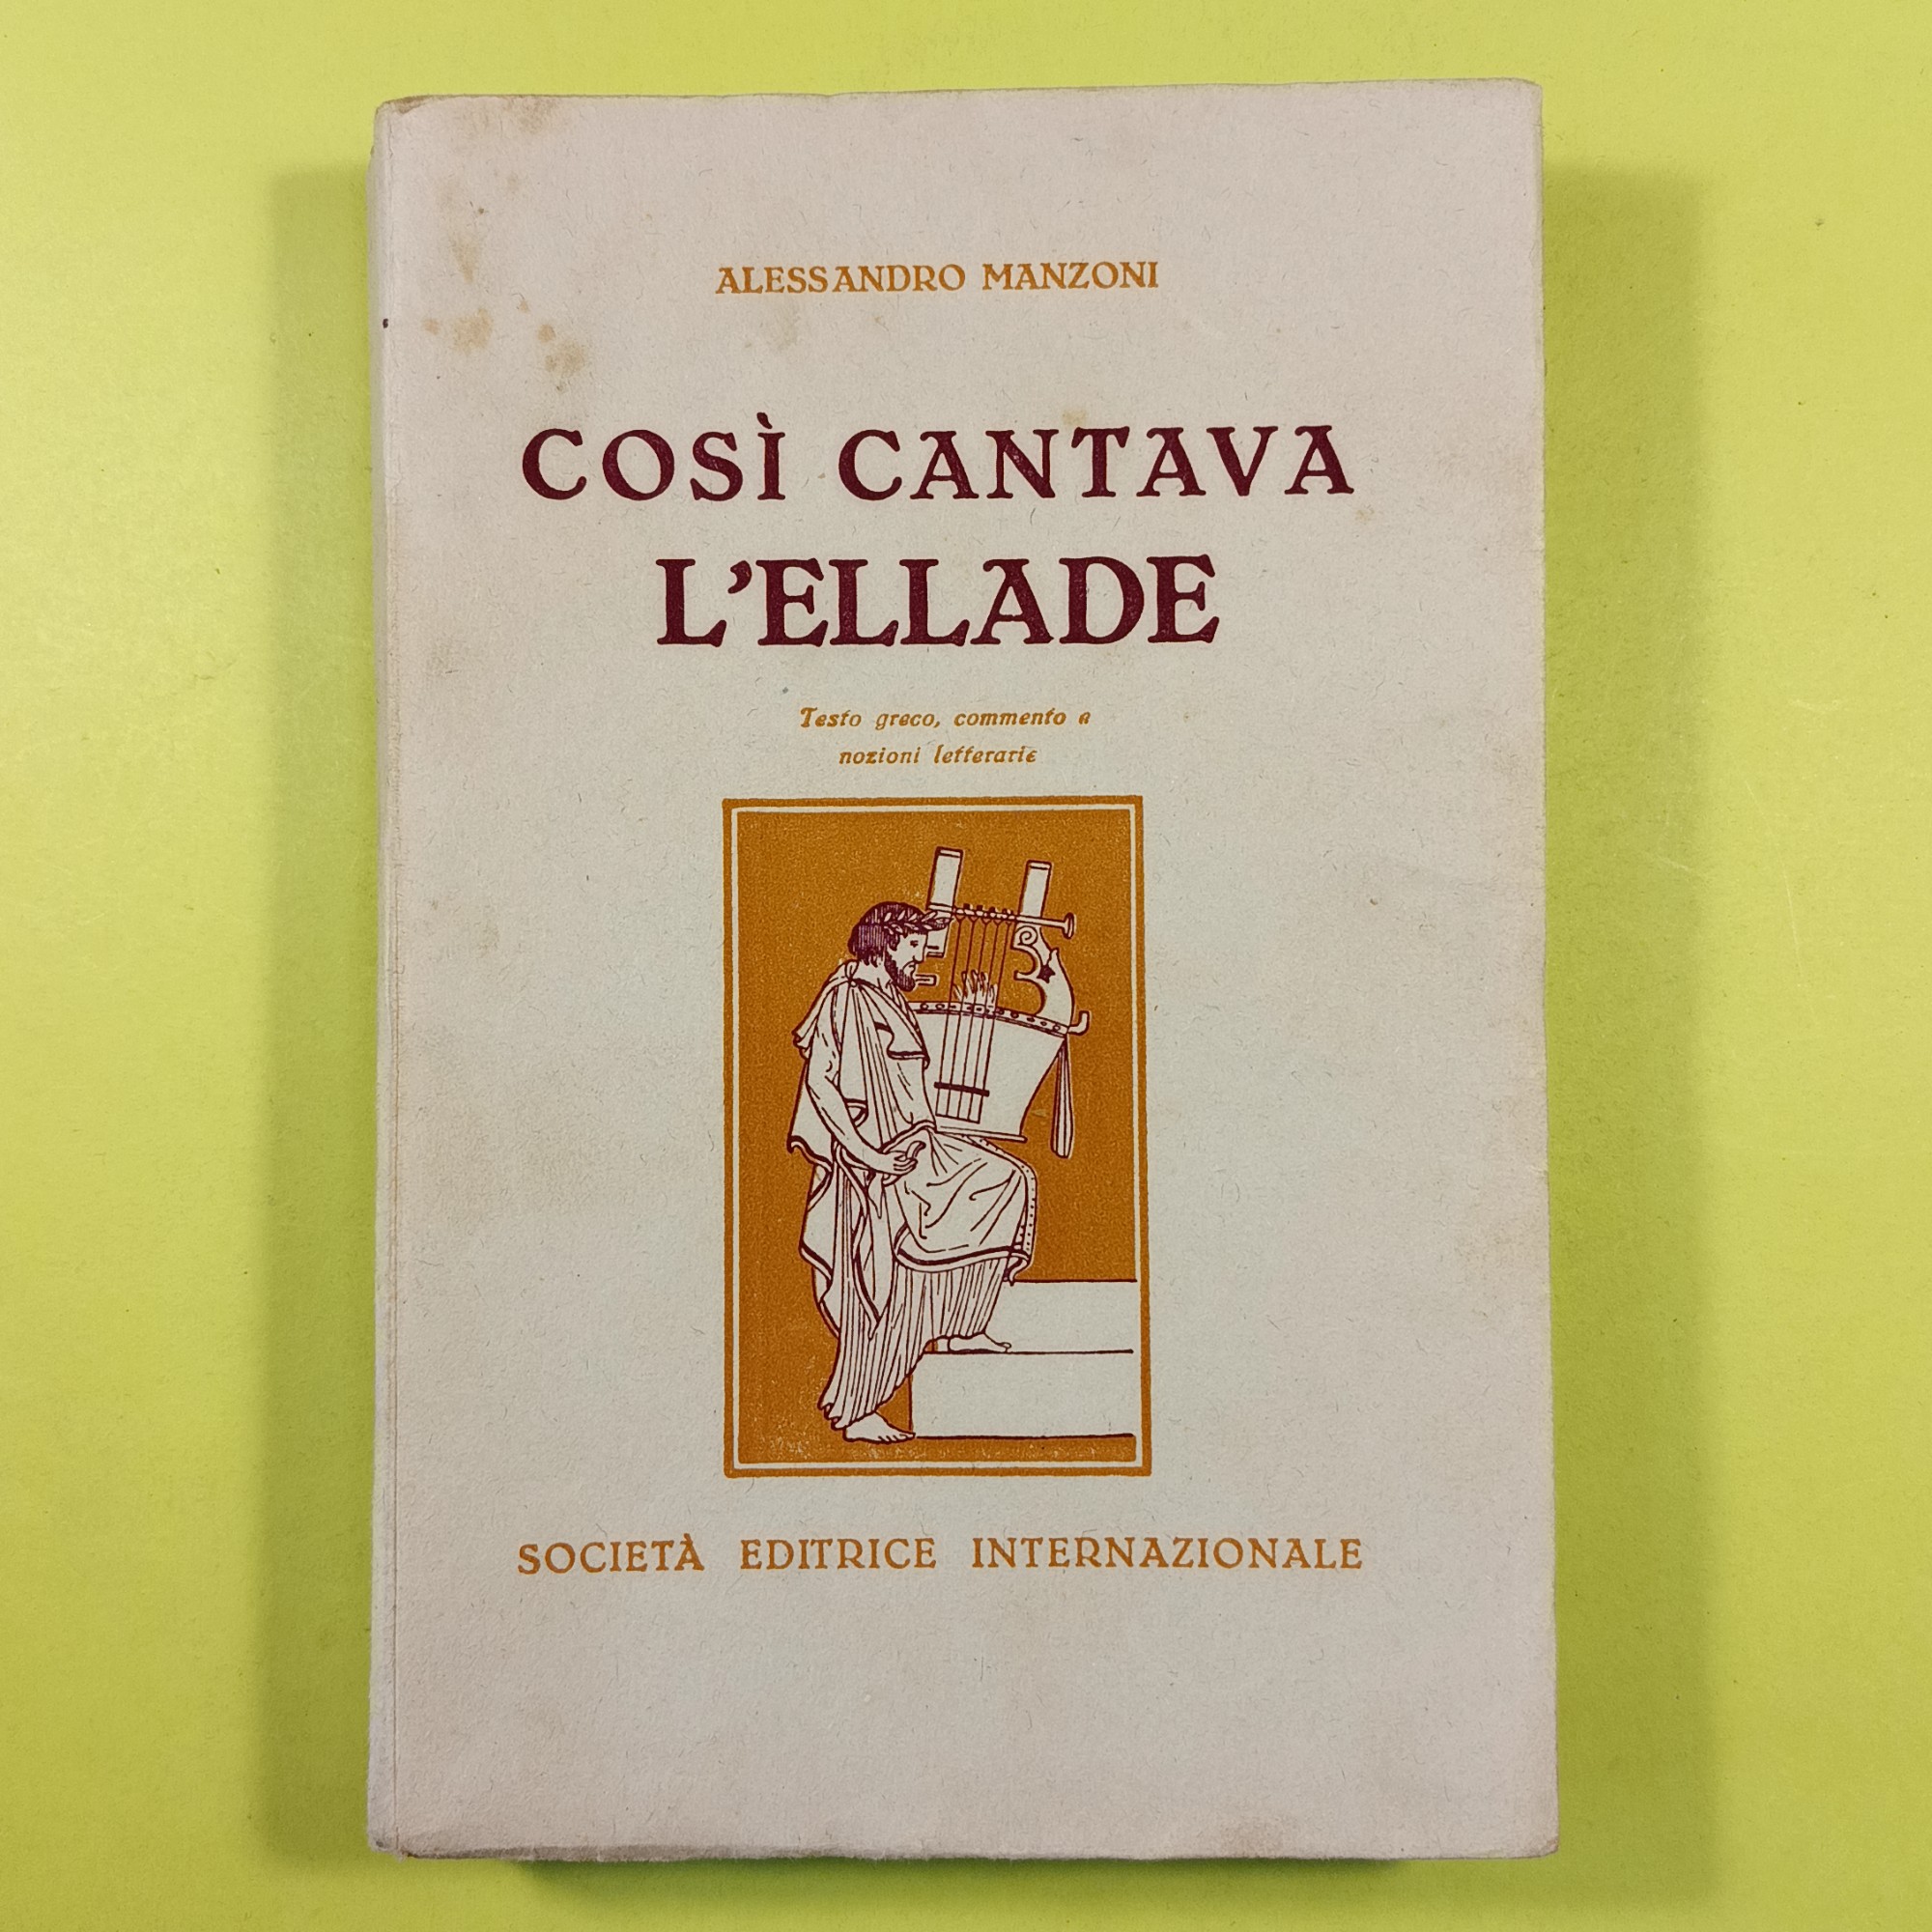 ALESSANDRO MANZONI
COSÌ CANTAVA
L'ELLADE
Testo greco, commento e
nozioni letterarie
SOCIETÀ EDITRICE INTERNAZIONALE